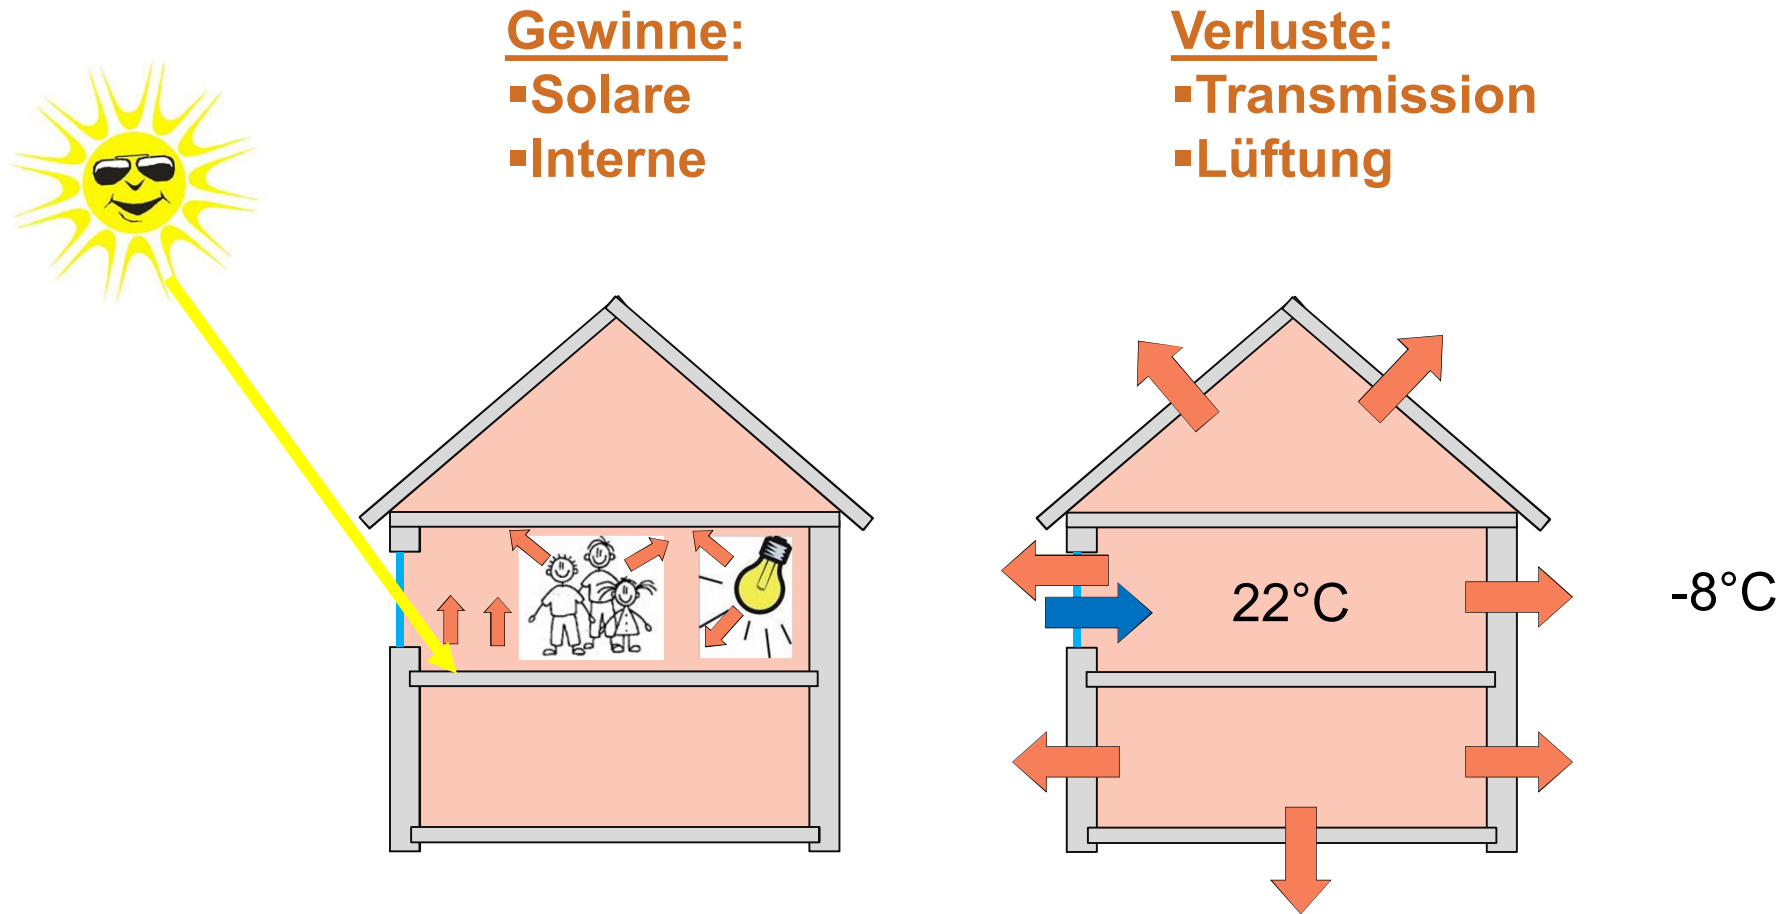 Gewinne:
▪Solare
▪Interne
Verluste:
▪Transmission
▪Lüftung
22°C
-8°C